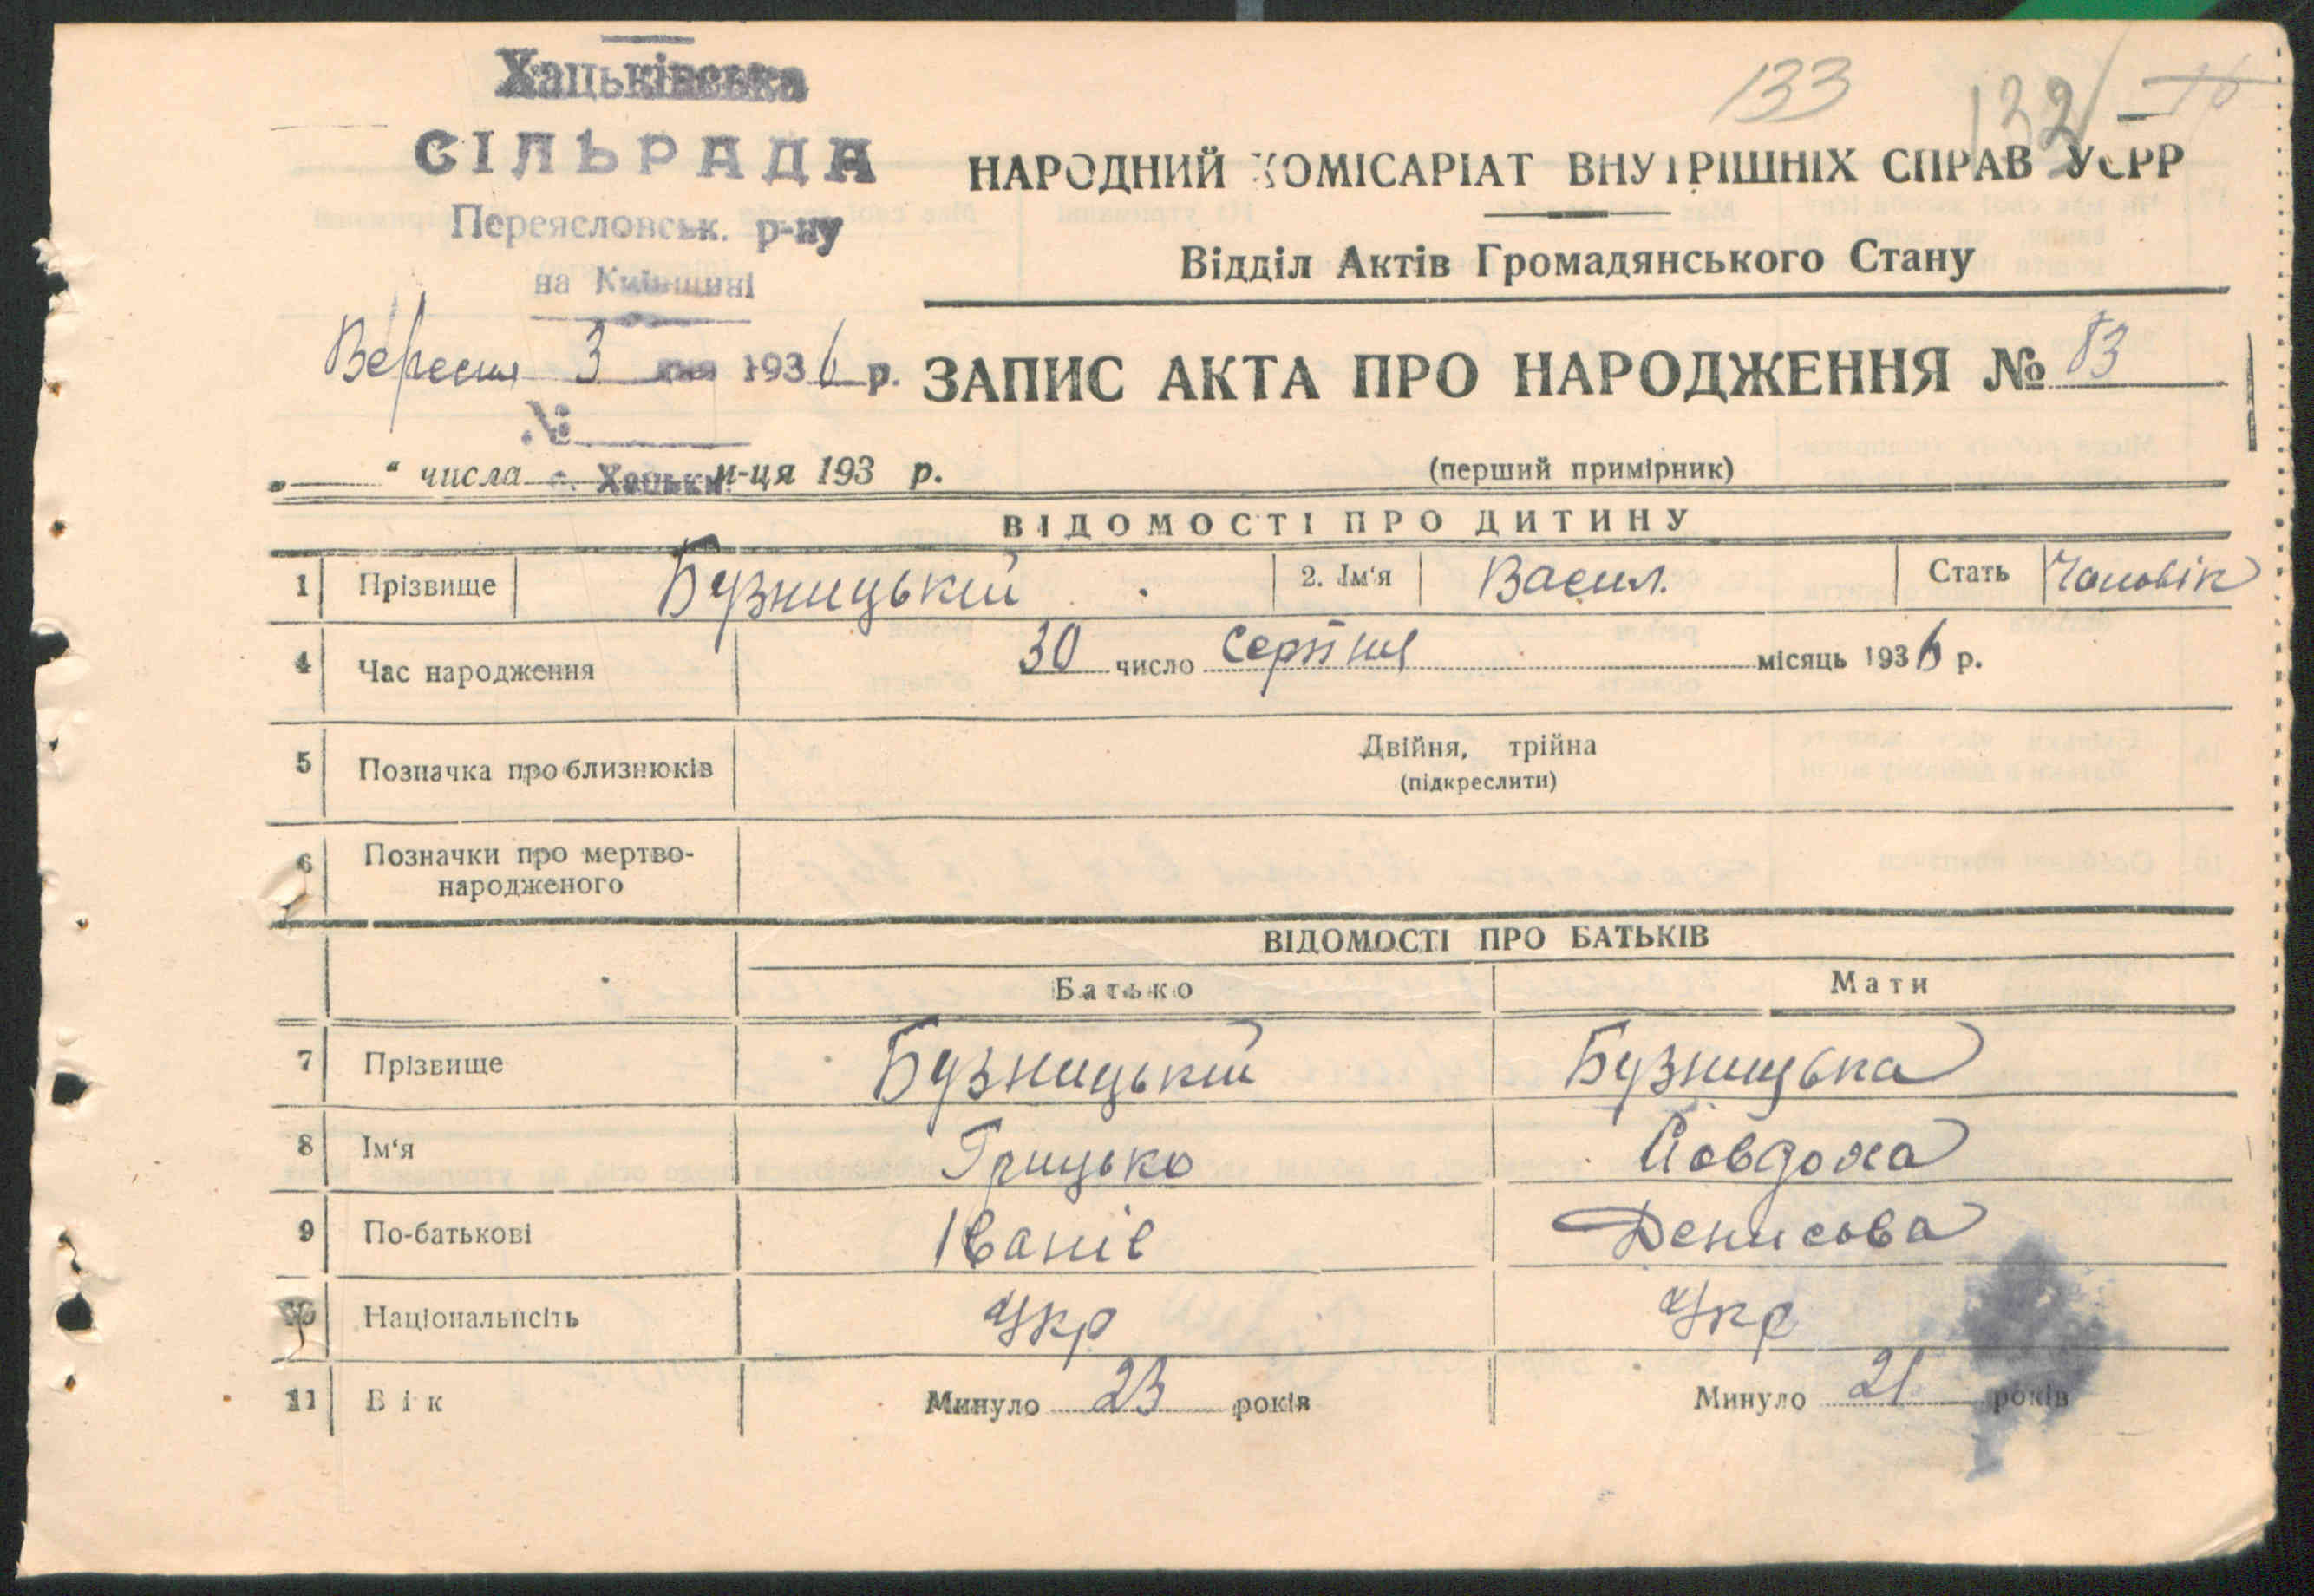 Хацьківська
СІЛЬРАДА
Переясловськ. р-ну
на Київщині
Вересня 3 дня 1936 р.
№
133
132
НАРОДНИЙ КОМІСАРІАТ ВНУТРІШНІХ СПРАВ УСРР
Відділ Актів Громадянського Стану
ЗАПИС АКТА ПРО НАРОДЖЕННЯ № 83
„ “ числа с. Хацьки. м-ця 193 р.
(перший примірник)
ВІДОМОСТІ ПРО ДИТИНУ
1 Прізвище Бузницький 2. Ім'я Васил. Стать Чоловік
4 Час народження 30 число Серпня місяць 1936 р.
5 Позначка про близнюків Двійня, трійна
(підкреслити)
6 Позначки про мертво-
народженого
ВІДОМОСТІ ПРО БАТЬКІВ
Батько Мати
7 Прізвище Бузницький Бузницька
8 Ім'я Грицько Йовдоха
9 По-батькові Іванів Денисова
10 Національність Укр Укр
11 Вік Минуло 23 років Минуло 21 років